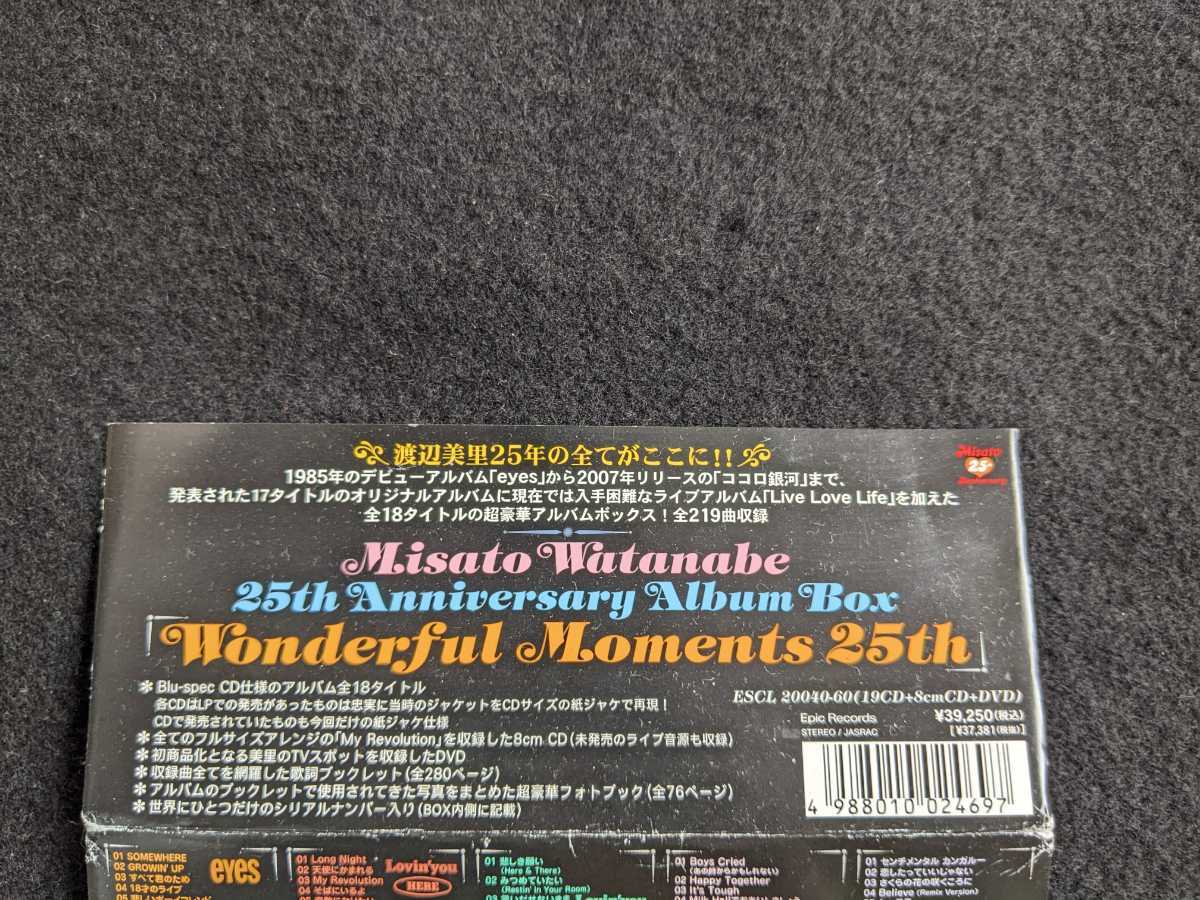 渡辺美里25年の全てがここに!!
1985年のデビューアルバム「eyes」から2007年リリースの「ココロ銀河」まで、
発表された17タイトルのオリジナルアルバムに現在では入手困難なライブアルバム「Live Love Life」を加えた
全18タイトルの超豪華アルバムボックス！全219曲収録
Misato
25
Anniversary
Misato Watanabe
25th Anniversary Album Box
「Wonderful Moments 25th」
＊Blu-spec CD仕様のアルバム全18タイトル
各CDはLPでの発売があったものは忠実に当時のジャケットをCDサイズの紙ジャケで再現！
CDで発売されていたものも今回だけの紙ジャケ仕様
＊全てのフルサイズアレンジの「My Revolution」を収録した8cm CD(未発売のライブ音源も収録)
＊初商品化となる美里のTVスポットを収録したDVD
＊収録曲全てを網羅した歌詞ブックレット(全280ページ)
＊アルバムのブックレットで使用されてきた写真をまとめた超豪華フォトブック(全76ページ)
＊世界にひとつだけのシリアルナンバー入り(BOX内側に記載)
ESCL 20040-60(19CD+8cmCD+DVD)
Epic Records
¥39,250(税込)
STEREO / JASRAC
[¥37,381(税抜)]
4 988010 024697
01 SOMEWHERE
02 GROWIN' UP
03 すべて君のため
04 18才のライブ
05 悲しいボーイフレンド
eyes
01 Long Night
02 天使にかまれる
03 My Revolution
04 そばにいるよ
Lovin'you
HERE
01 悲しき願い
(Here & There)
02 みつめていたい
(Restin' In Your Room)
01 Boys Cried
(あの時からかもしれない)
02 Happy Together
03 It's Tough
01 センチメンタル カンガルー
02 恋したっていいじゃない
03 さくらの花の咲くころに
04 Believe (Remix Version)